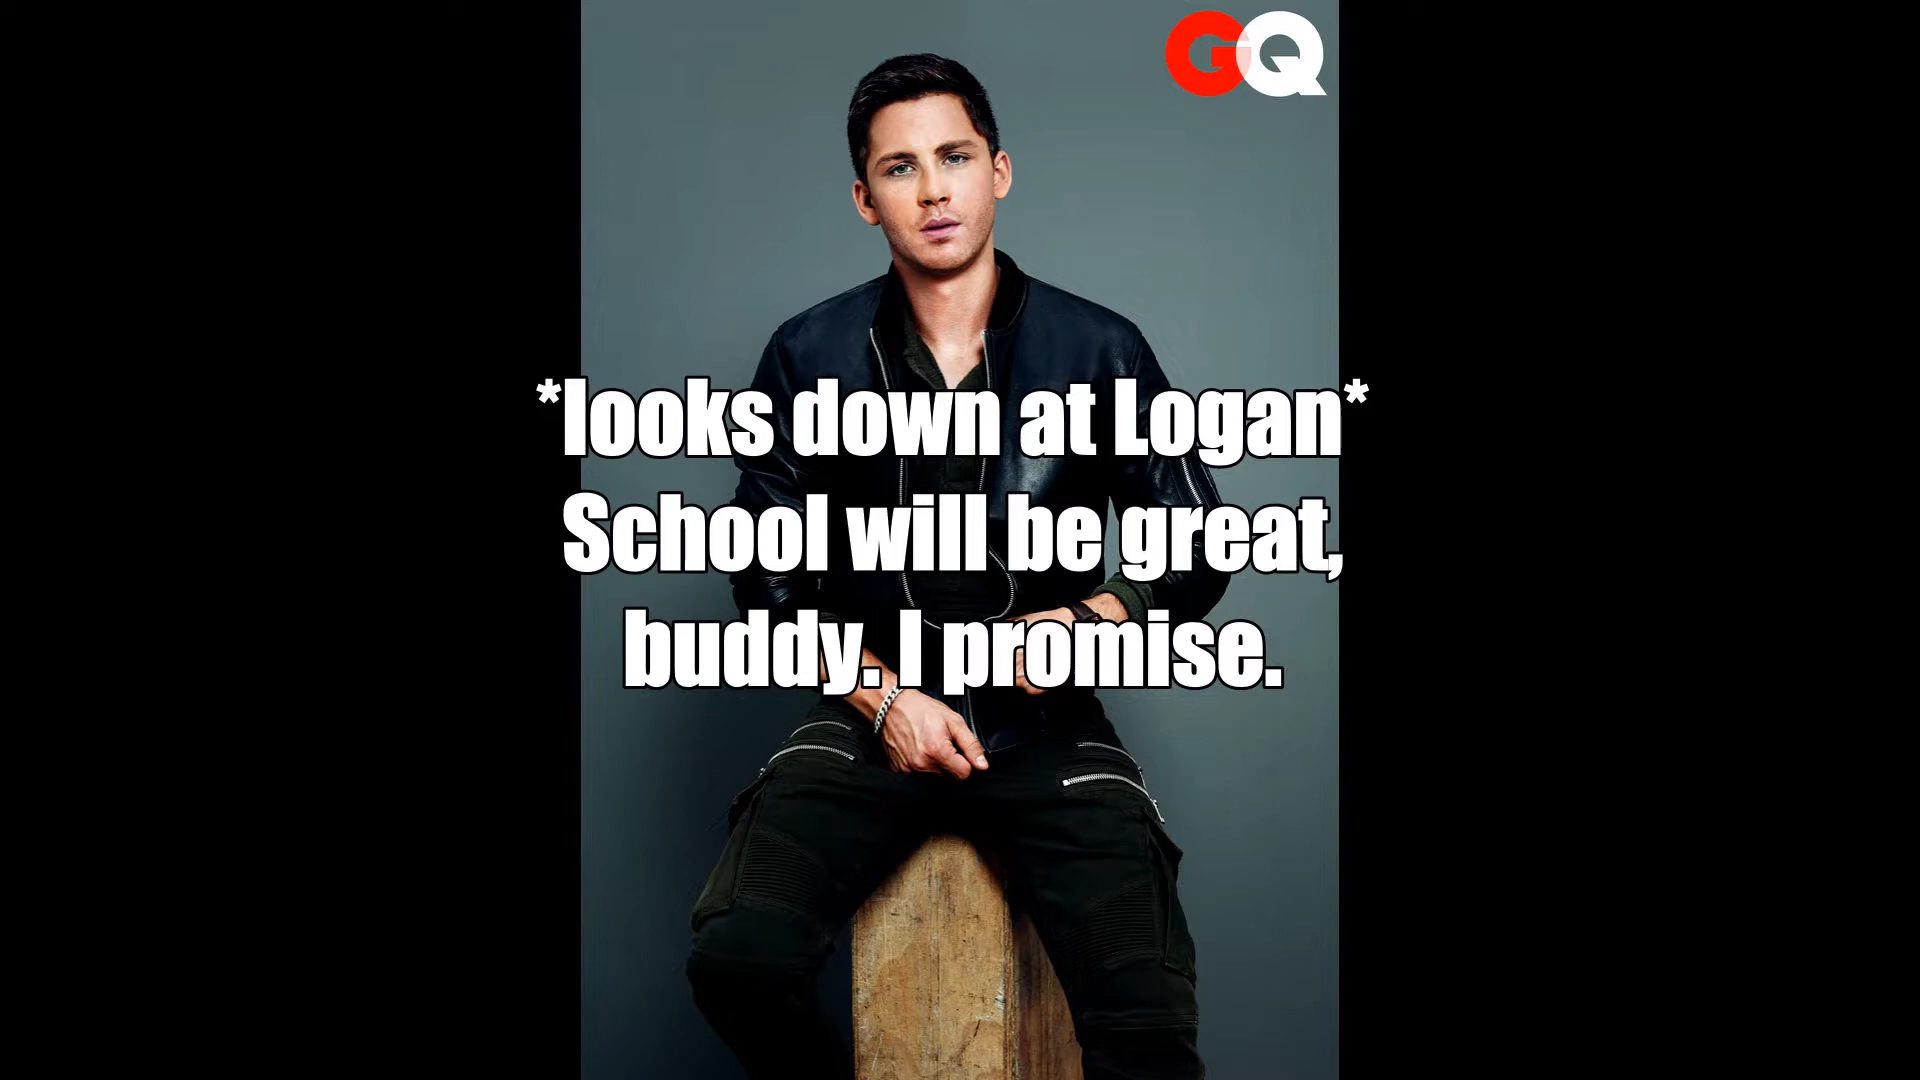 GQ
*looks down at Logan*
School will be great,
buddy. I promise.